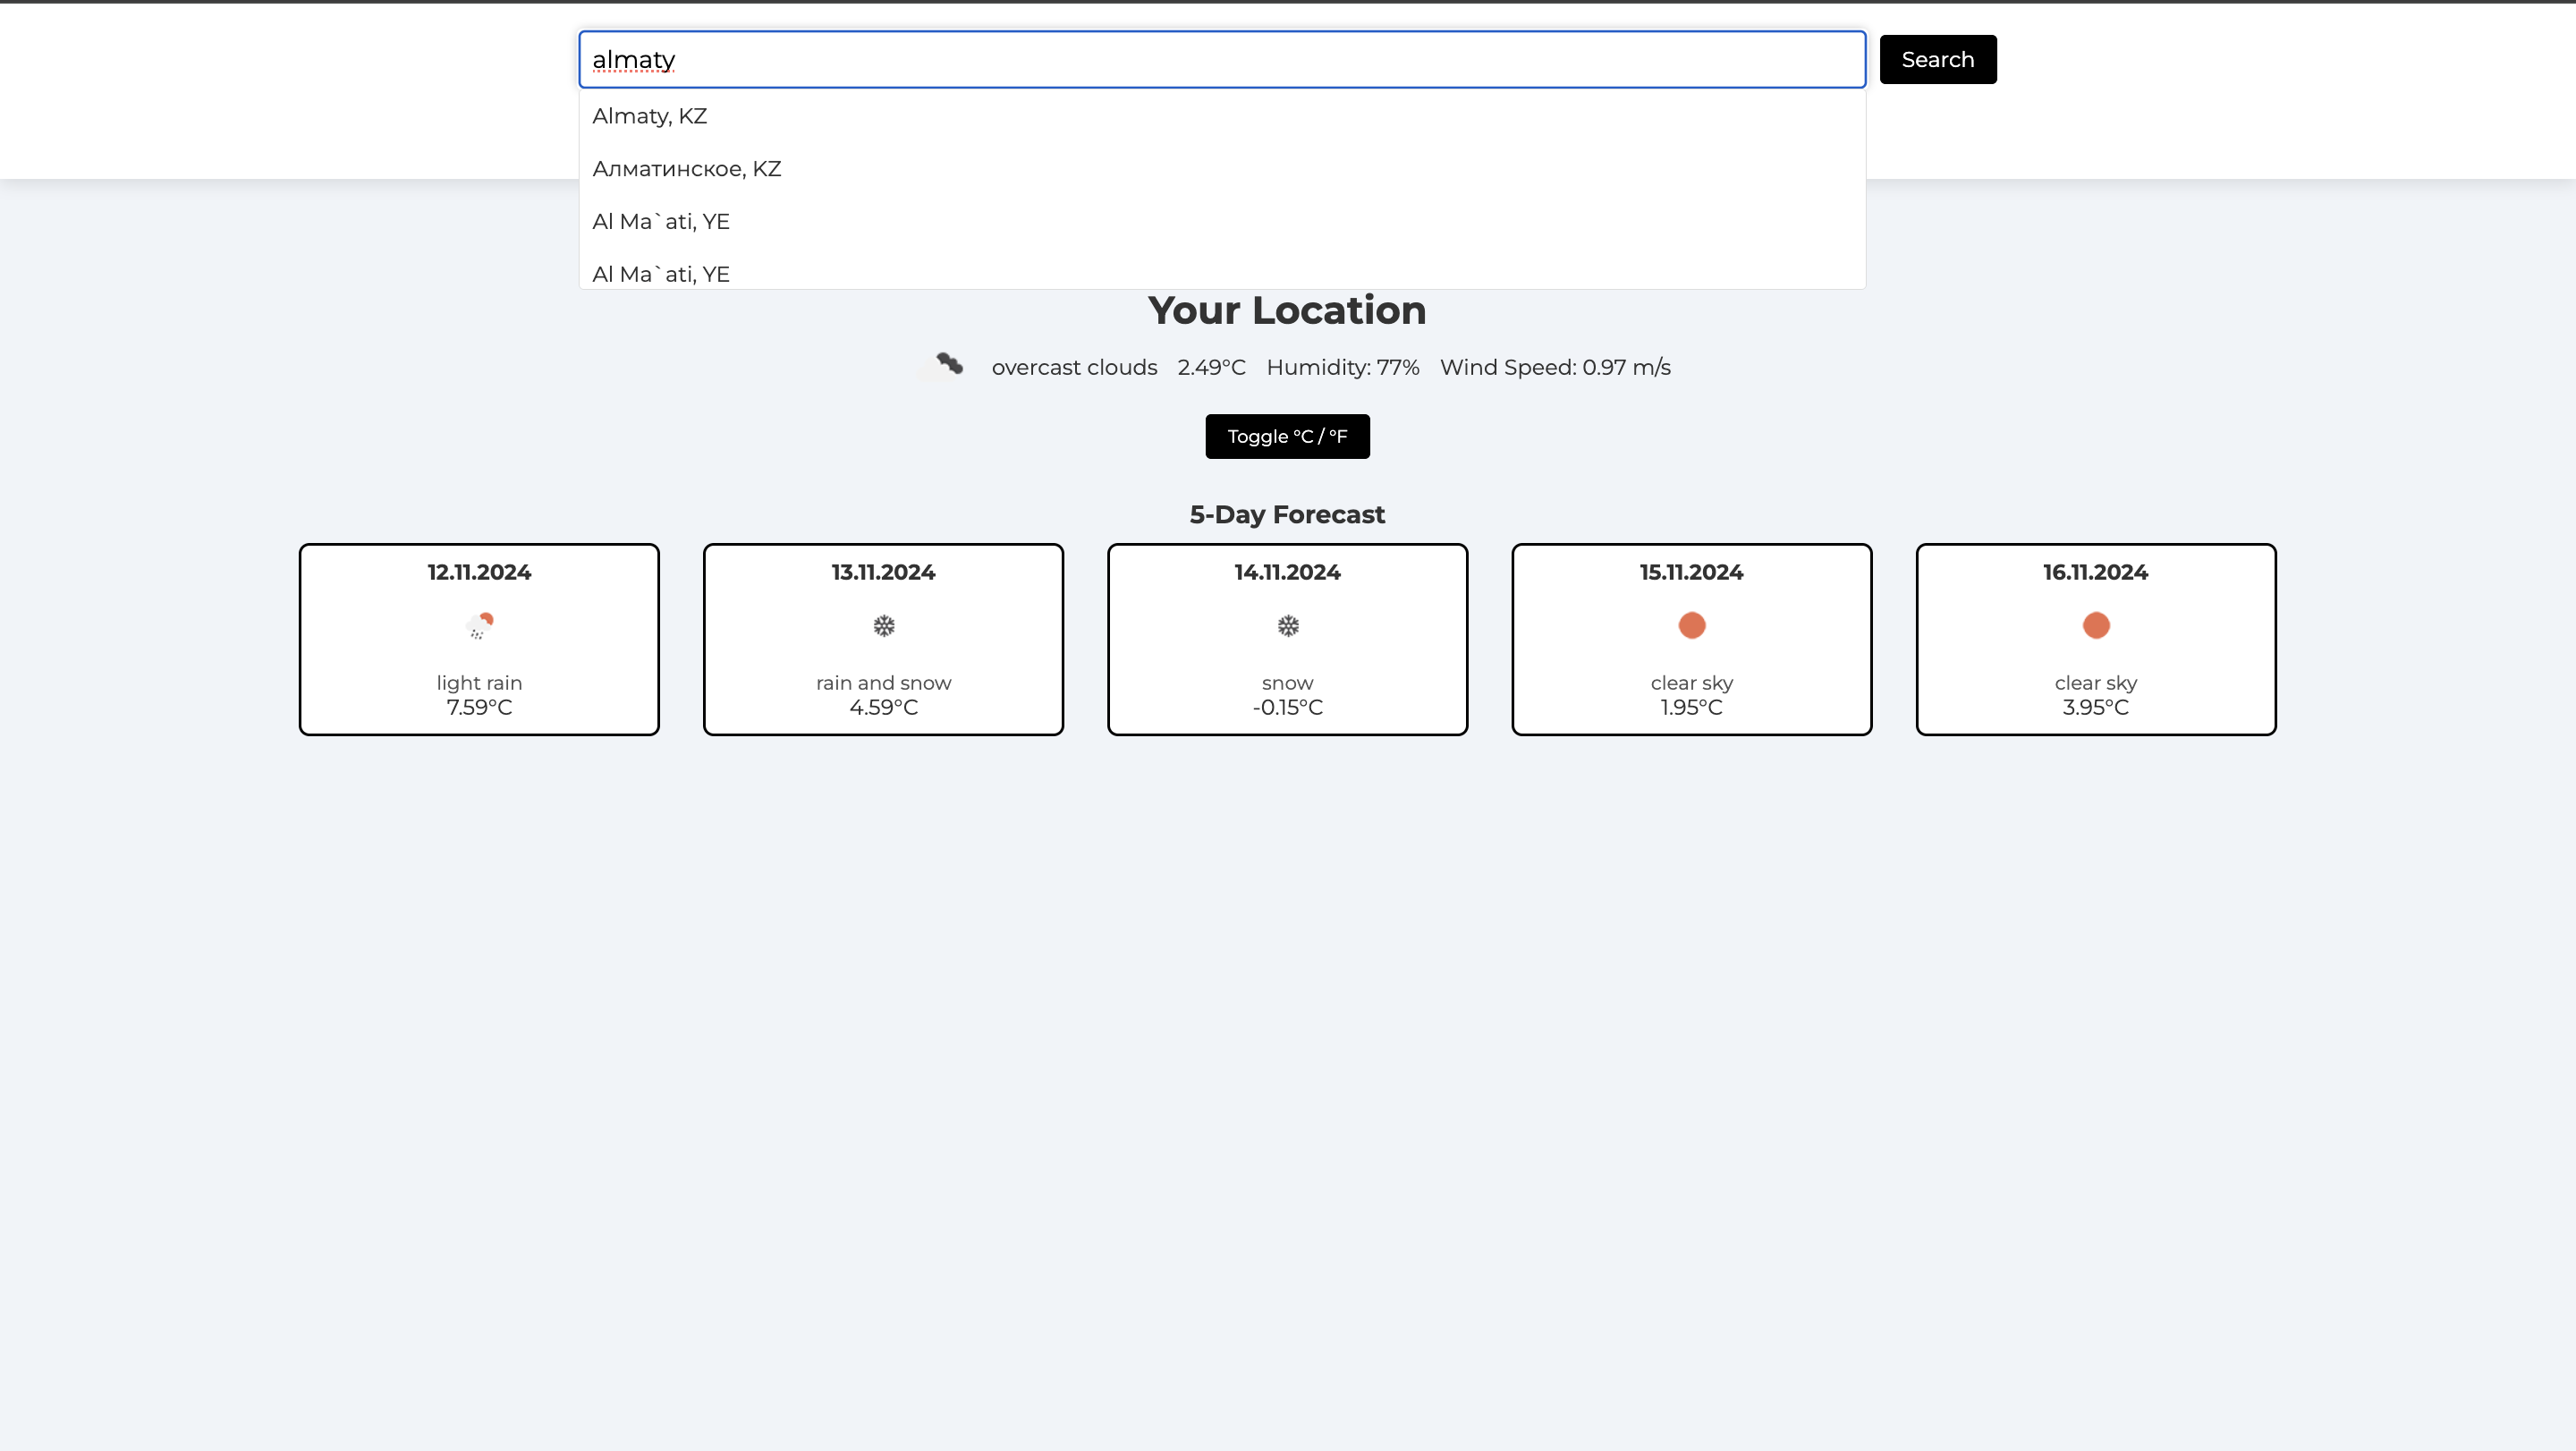 almaty
Search
Almaty, KZ
Алматинское, KZ
Al Ma`ati, YE
Al Ma`ati, YE
Your Location
overcast clouds 2.49°C Humidity: 77% Wind Speed: 0.97 m/s
Toggle °C / °F
5-Day Forecast
12.11.2024
light rain
7.59°C
13.11.2024
rain and snow
4.59°C
14.11.2024
snow
-0.15°C
15.11.2024
clear sky
1.95°C
16.11.2024
clear sky
3.95°C